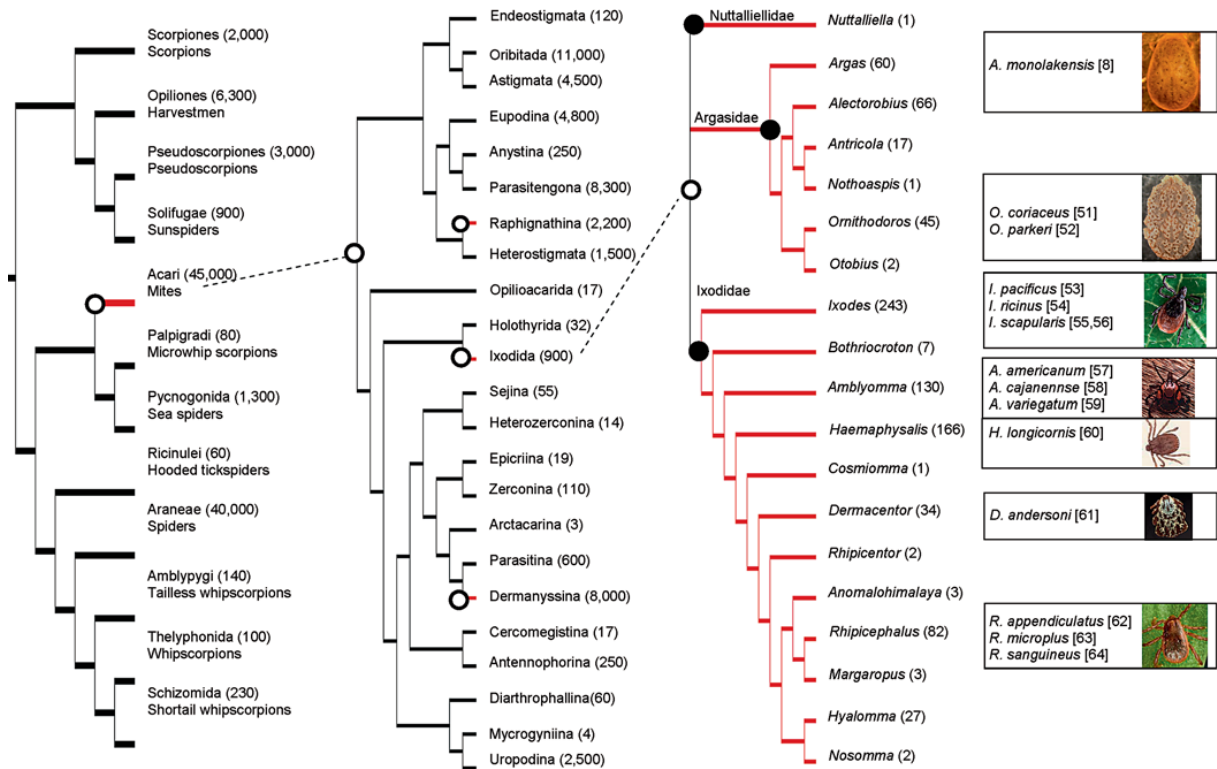 Scorpiones (2,000)
Scorpions
Opiliones (6,300)
Harvestmen
Pseudoscorpiones (3,000)
Pseudoscorpions
Solifugae (900)
Sunspiders
Acari (45,000)
Mites
Palpigradi (80)
Microwhip scorpions
Pycnogonida (1,300)
Sea spiders
Ricinulei (60)
Hooded tickspiders
Araneae (40,000)
Spiders
Amblypygi (140)
Tailless whipscorpions
Thelyphonida (100)
Whipscorpions
Schizomida (230)
Shortail whipscorpions
Endeostigmata (120)
Oribitada (11,000)
Astigmata (4,500)
Eupodina (4,800)
Anystina (250)
Parasitengona (8,300)
Raphignathina (2,200)
Heterostigmata (1,500)
Opilioacarida (17)
Holothyrida (32)
Ixodida (900)
Sejina (55)
Heterozerconina (14)
Epicriina (19)
Zerconina (110)
Arctacarina (3)
Parasitina (600)
Dermanyssina (8,000)
Cercomegistina (17)
Antennophorina (250)
Diarthrophallina(60)
Mycrogyniina (4)
Uropodina (2,500)
Nuttalliellidae
Nuttalliella (1)
Argas (60)
Alectorobius (66)
Argasidae
Antricola (17)
Nothoaspis (1)
Ornithodoros (45)
Otobius (2)
Ixodidae
Ixodes (243)
Bothriocroton (7)
Amblyomma (130)
Haemaphysalis (166)
Cosmiomma (1)
Dermacentor (34)
Rhipicentor (2)
Anomalohimalaya (3)
Rhipicephalus (82)
Margaropus (3)
Hyalomma (27)
Nosomma (2)
A. monolakensis [8]
O. coriaceus [51]
O. parkeri [52]
I. pacificus [53]
I. ricinus [54]
I. scapularis [55,56]
A. americanum [57]
A. cajanennse [58]
A. variegatum [59]
H. longicornis [60]
D. andersoni [61]
R. appendiculatus [62]
R. microplus [63]
R. sanguineus [64]